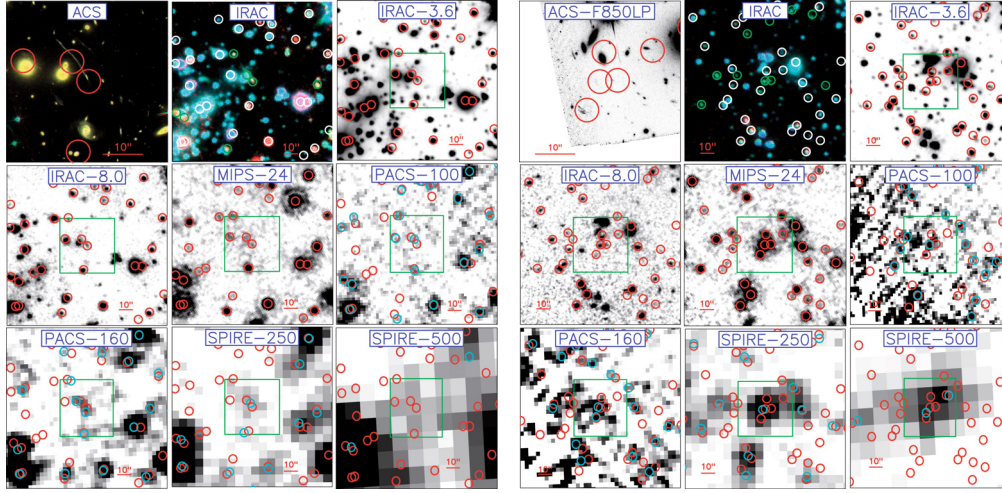 ACS
IRAC
IRAC-3.6
10"
10"
10"
IRAC-8.0
MIPS-24
PACS-100
10"
10"
10"
PACS-160
SPIRE-250
SPIRE-500
10"
10"
10"
ACS-F850LP
IRAC
IRAC-3.6
10"
10"
10"
IRAC-8.0
MIPS-24
PACS-100
10"
10"
10"
PACS-160
SPIRE-250
SPIRE-500
10"
10"
10"